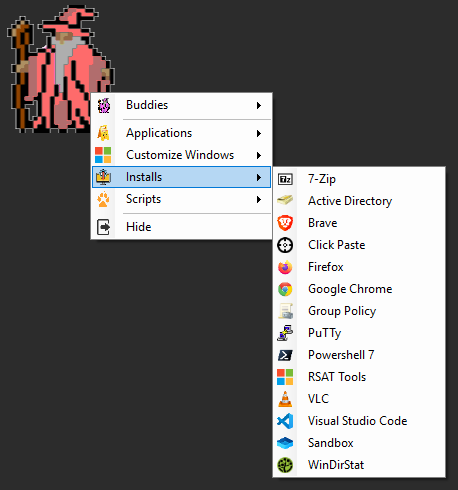 Buddies
Applications
Customize Windows
Installs
Scripts
Hide
7-Zip
Active Directory
Brave
Click Paste
Firefox
Google Chrome
Group Policy
PuTTy
Powershell 7
RSAT Tools
VLC
Visual Studio Code
Sandbox
WinDirStat